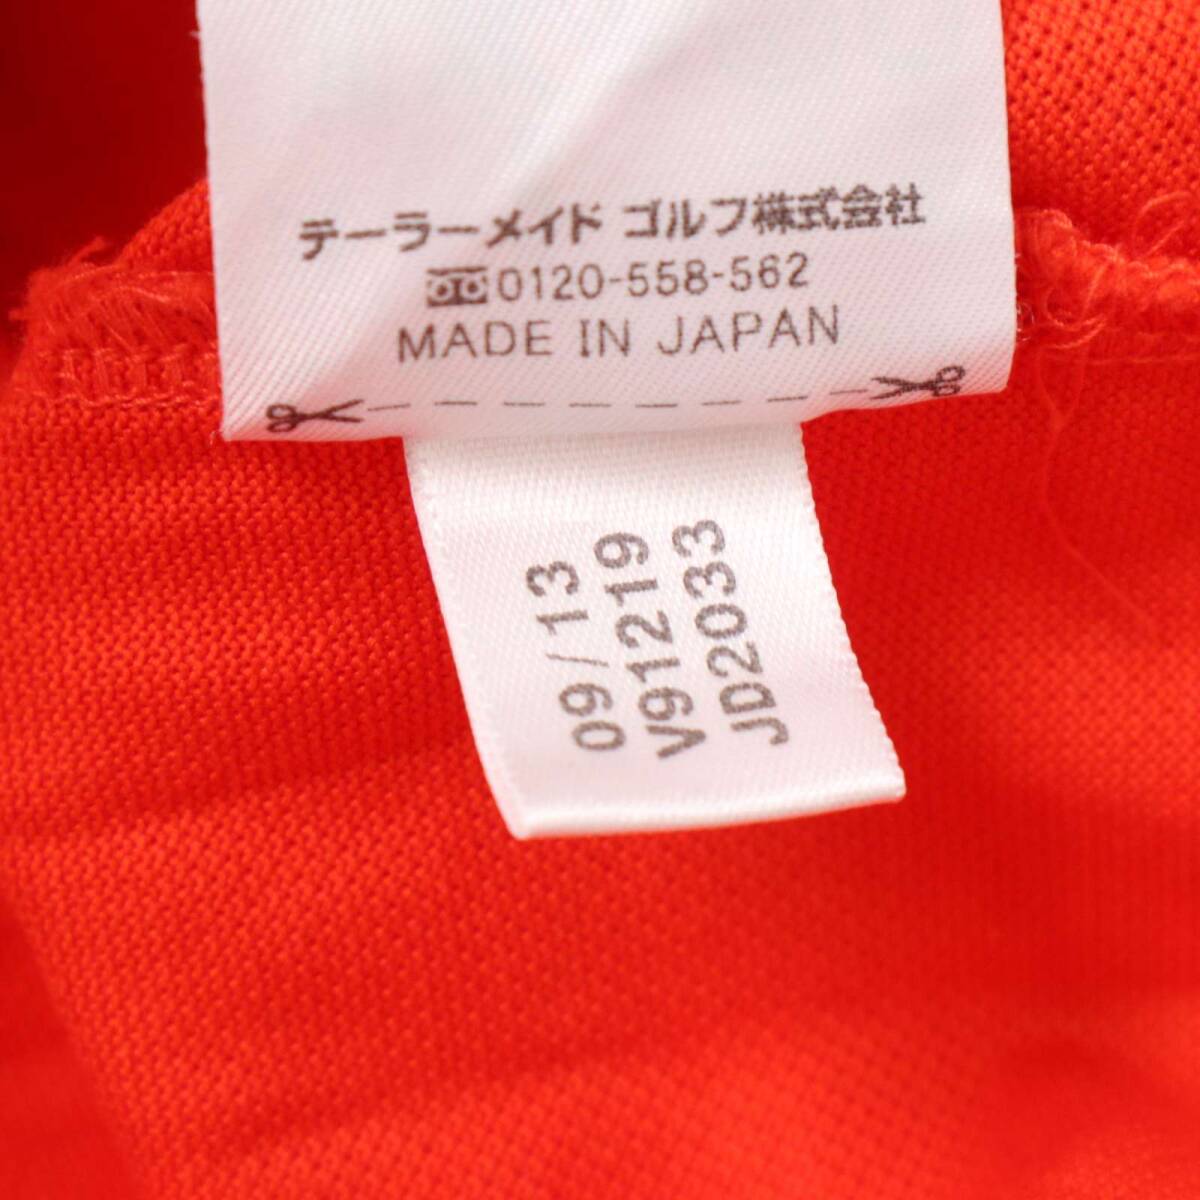 テーラーメイド ゴルフ株式会社
0120-558-562
MADE IN JAPAN
09/13
V91219
JD2033